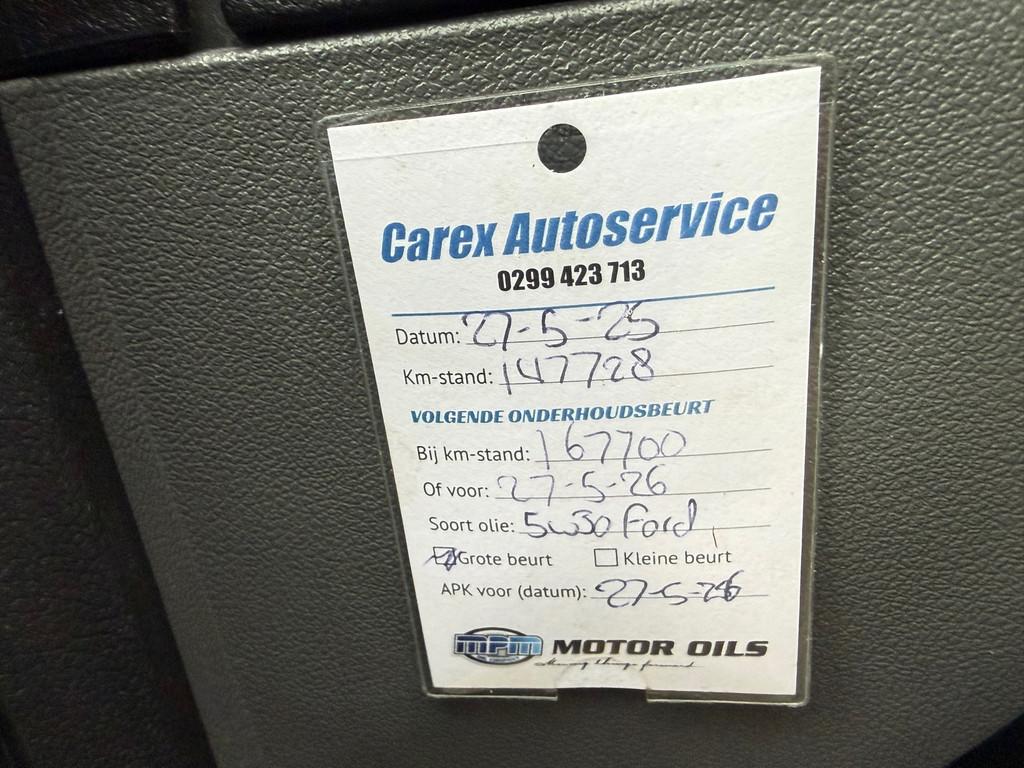 Carex Autoservice
0299 423 713
Datum: 27-5-25
Km-stand: 147728
VOLGENDE ONDERHOUDSBEURT
Bij km-stand: 167700
Of voor: 27-5-26
Soort olie: 5w30 Ford
Grote beurt Kleine beurt
APK voor (datum): 27-5-26
mpm MOTOR OILS